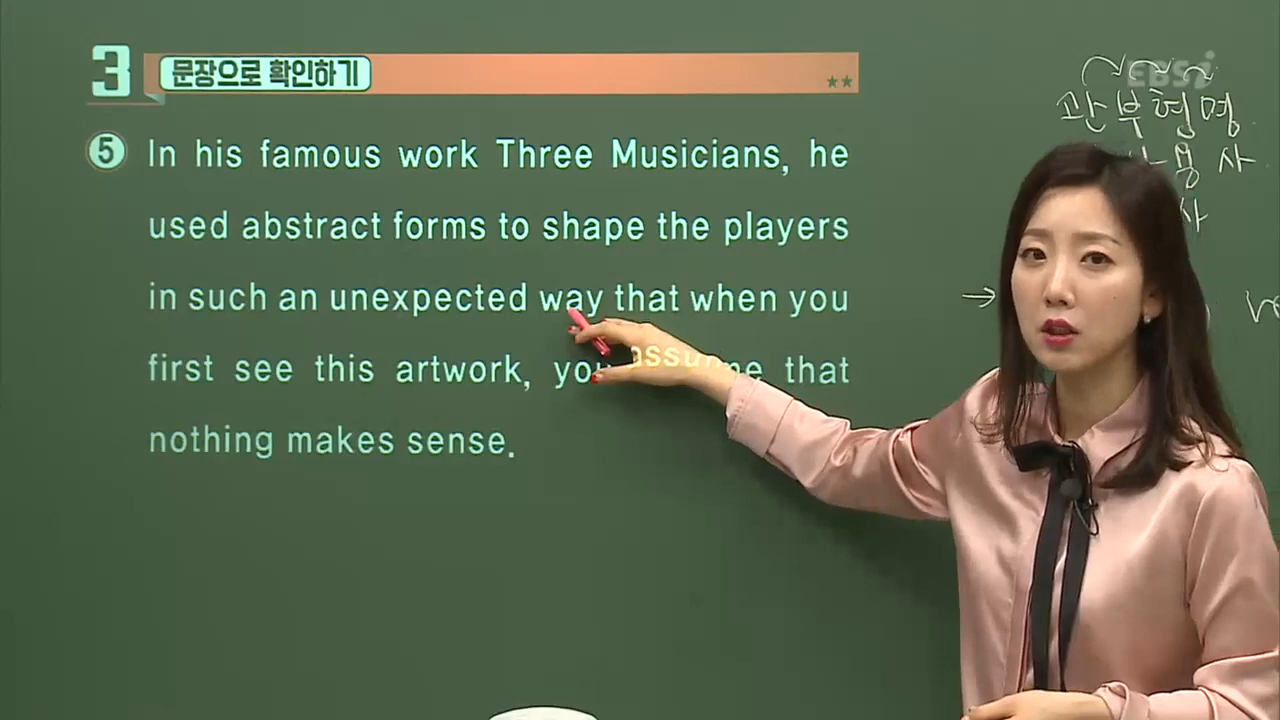 3 문장으로 확인하기 ★★
EBSi
⑤ In his famous work Three Musicians, he
used abstract forms to shape the players
in such an unexpected way that when you
first see this artwork, you assume that
nothing makes sense.
관 부 형 명
사
→